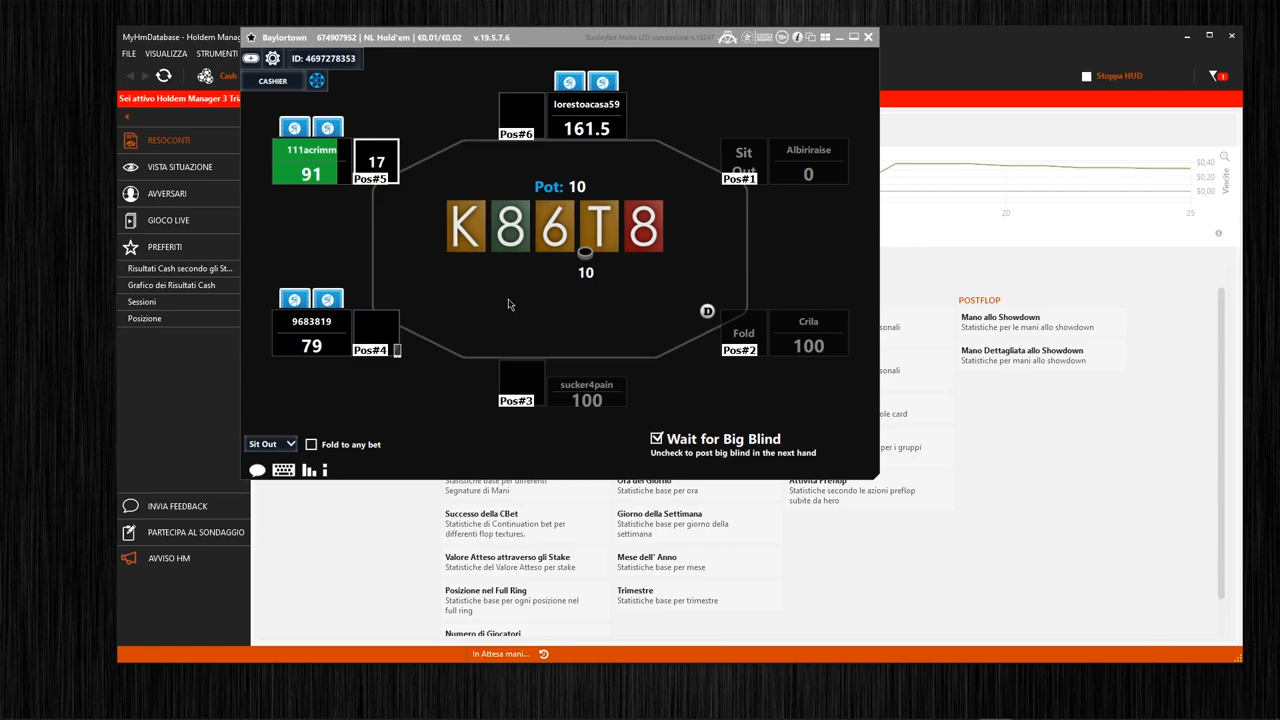 MyHmDatabase - Holdem Manag
Baylortown 674907952 | NL Hold'em | €0,01/€0,02 v.19.5.7.6
Stanleybet Malta LTD concessione n.15247
18+
FILE VISUALIZZA STRUMENTI
ID: 4697278353
Cash
CASHIER
Stoppa HUD
1
Sei attivo Holdem Manager 3 Tria
RESOCONTI
VISTA SITUAZIONE
AVVERSARI
GIOCO LIVE
PREFERITI
Risultati Cash secondo gli St...
Grafico dei Risultati Cash
Sessioni
Posizione
INVIA FEEDBACK
PARTECIPA AL SONDAGGIO
AVVISO HM
lorestoacasa59
161.5
Pos#6
111acrimm
91
17
Pos#5
Sit
Out
Albiriraise
0
Pos#1
Pot: 10
K 8 6 T 8
10
9683819
79
Pos#4
D
Fold
Crila
100
Pos#2
sucker4pain
100
Pos#3
Sit Out
Fold to any bet
Wait for Big Blind
Uncheck to post big blind in the next hand
$0,40
$0,20
$0,00
Vincite
20
25
POSTFLOP
Mano allo Showdown
Statistiche per le mani allo showdown
Mano Dettagliata allo Showdown
Statistiche per mani allo showdown
onali
onali
ole card
per i gruppi
Statistiche base per differenti
Segnature di Mani
Ora del Giorno
Statistiche base per ora
Attività Preflop
Statistiche secondo le azioni preflop
subite da hero
Successo della CBet
Statistiche di Continuation bet per
differenti flop textures.
Giorno della Settimana
Statistiche base per giorno della
settimana
Valore Atteso attraverso gli Stake
Statistiche del Valore Atteso per stake
Mese dell' Anno
Statistiche base per mese
Posizione nel Full Ring
Statistiche base per ogni posizione nel
full ring
Trimestre
Statistiche base per trimestre
Numero di Giocatori
In Attesa mani...